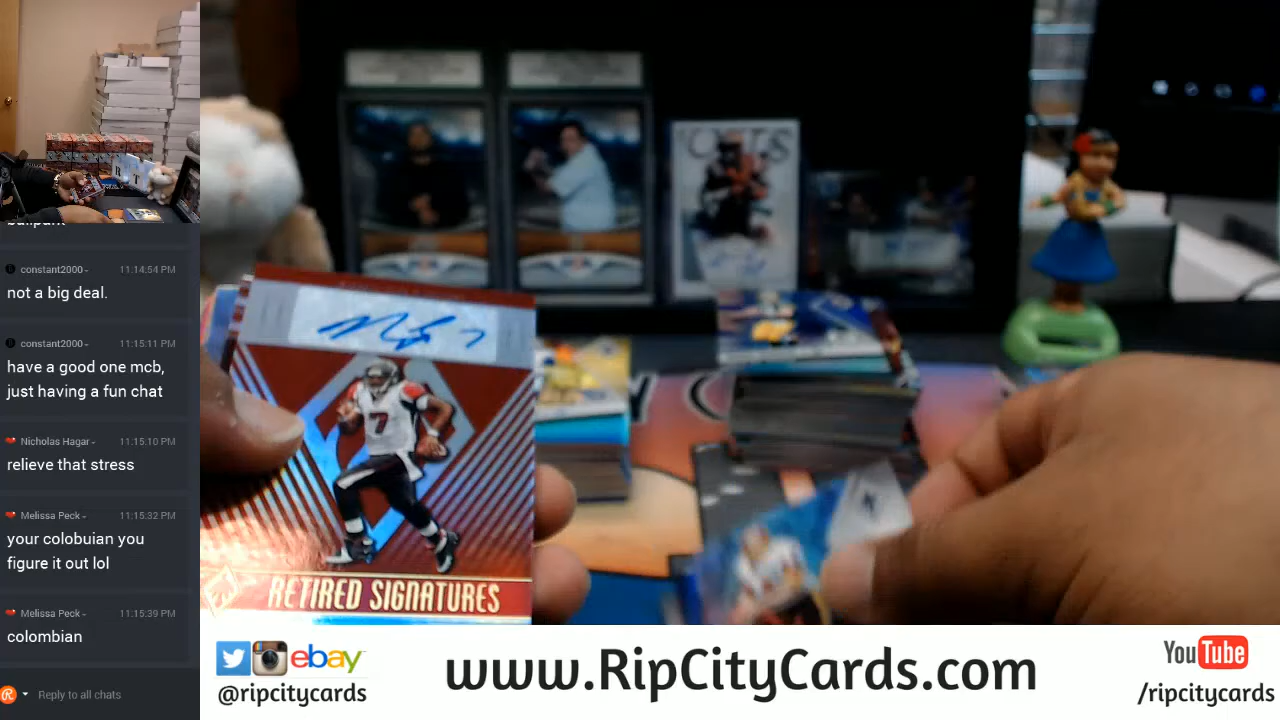 constant2000-
11:14:54 PM
not a big deal.
constant2000-
11:15:11 PM
have a good one mcb,
just having a fun chat
Nicholas Hagar-
11:15:10 PM
relieve that stress
Melissa Peck-
11:15:32 PM
your colobuian you
figure it out lol
Melissa Peck-
11:15:39 PM
colombian
Reply to all chats
7
RETIRED SIGNATURES
ebay
@ripcitycards
www.RipCityCards.com
YouTube
/ripcitycards